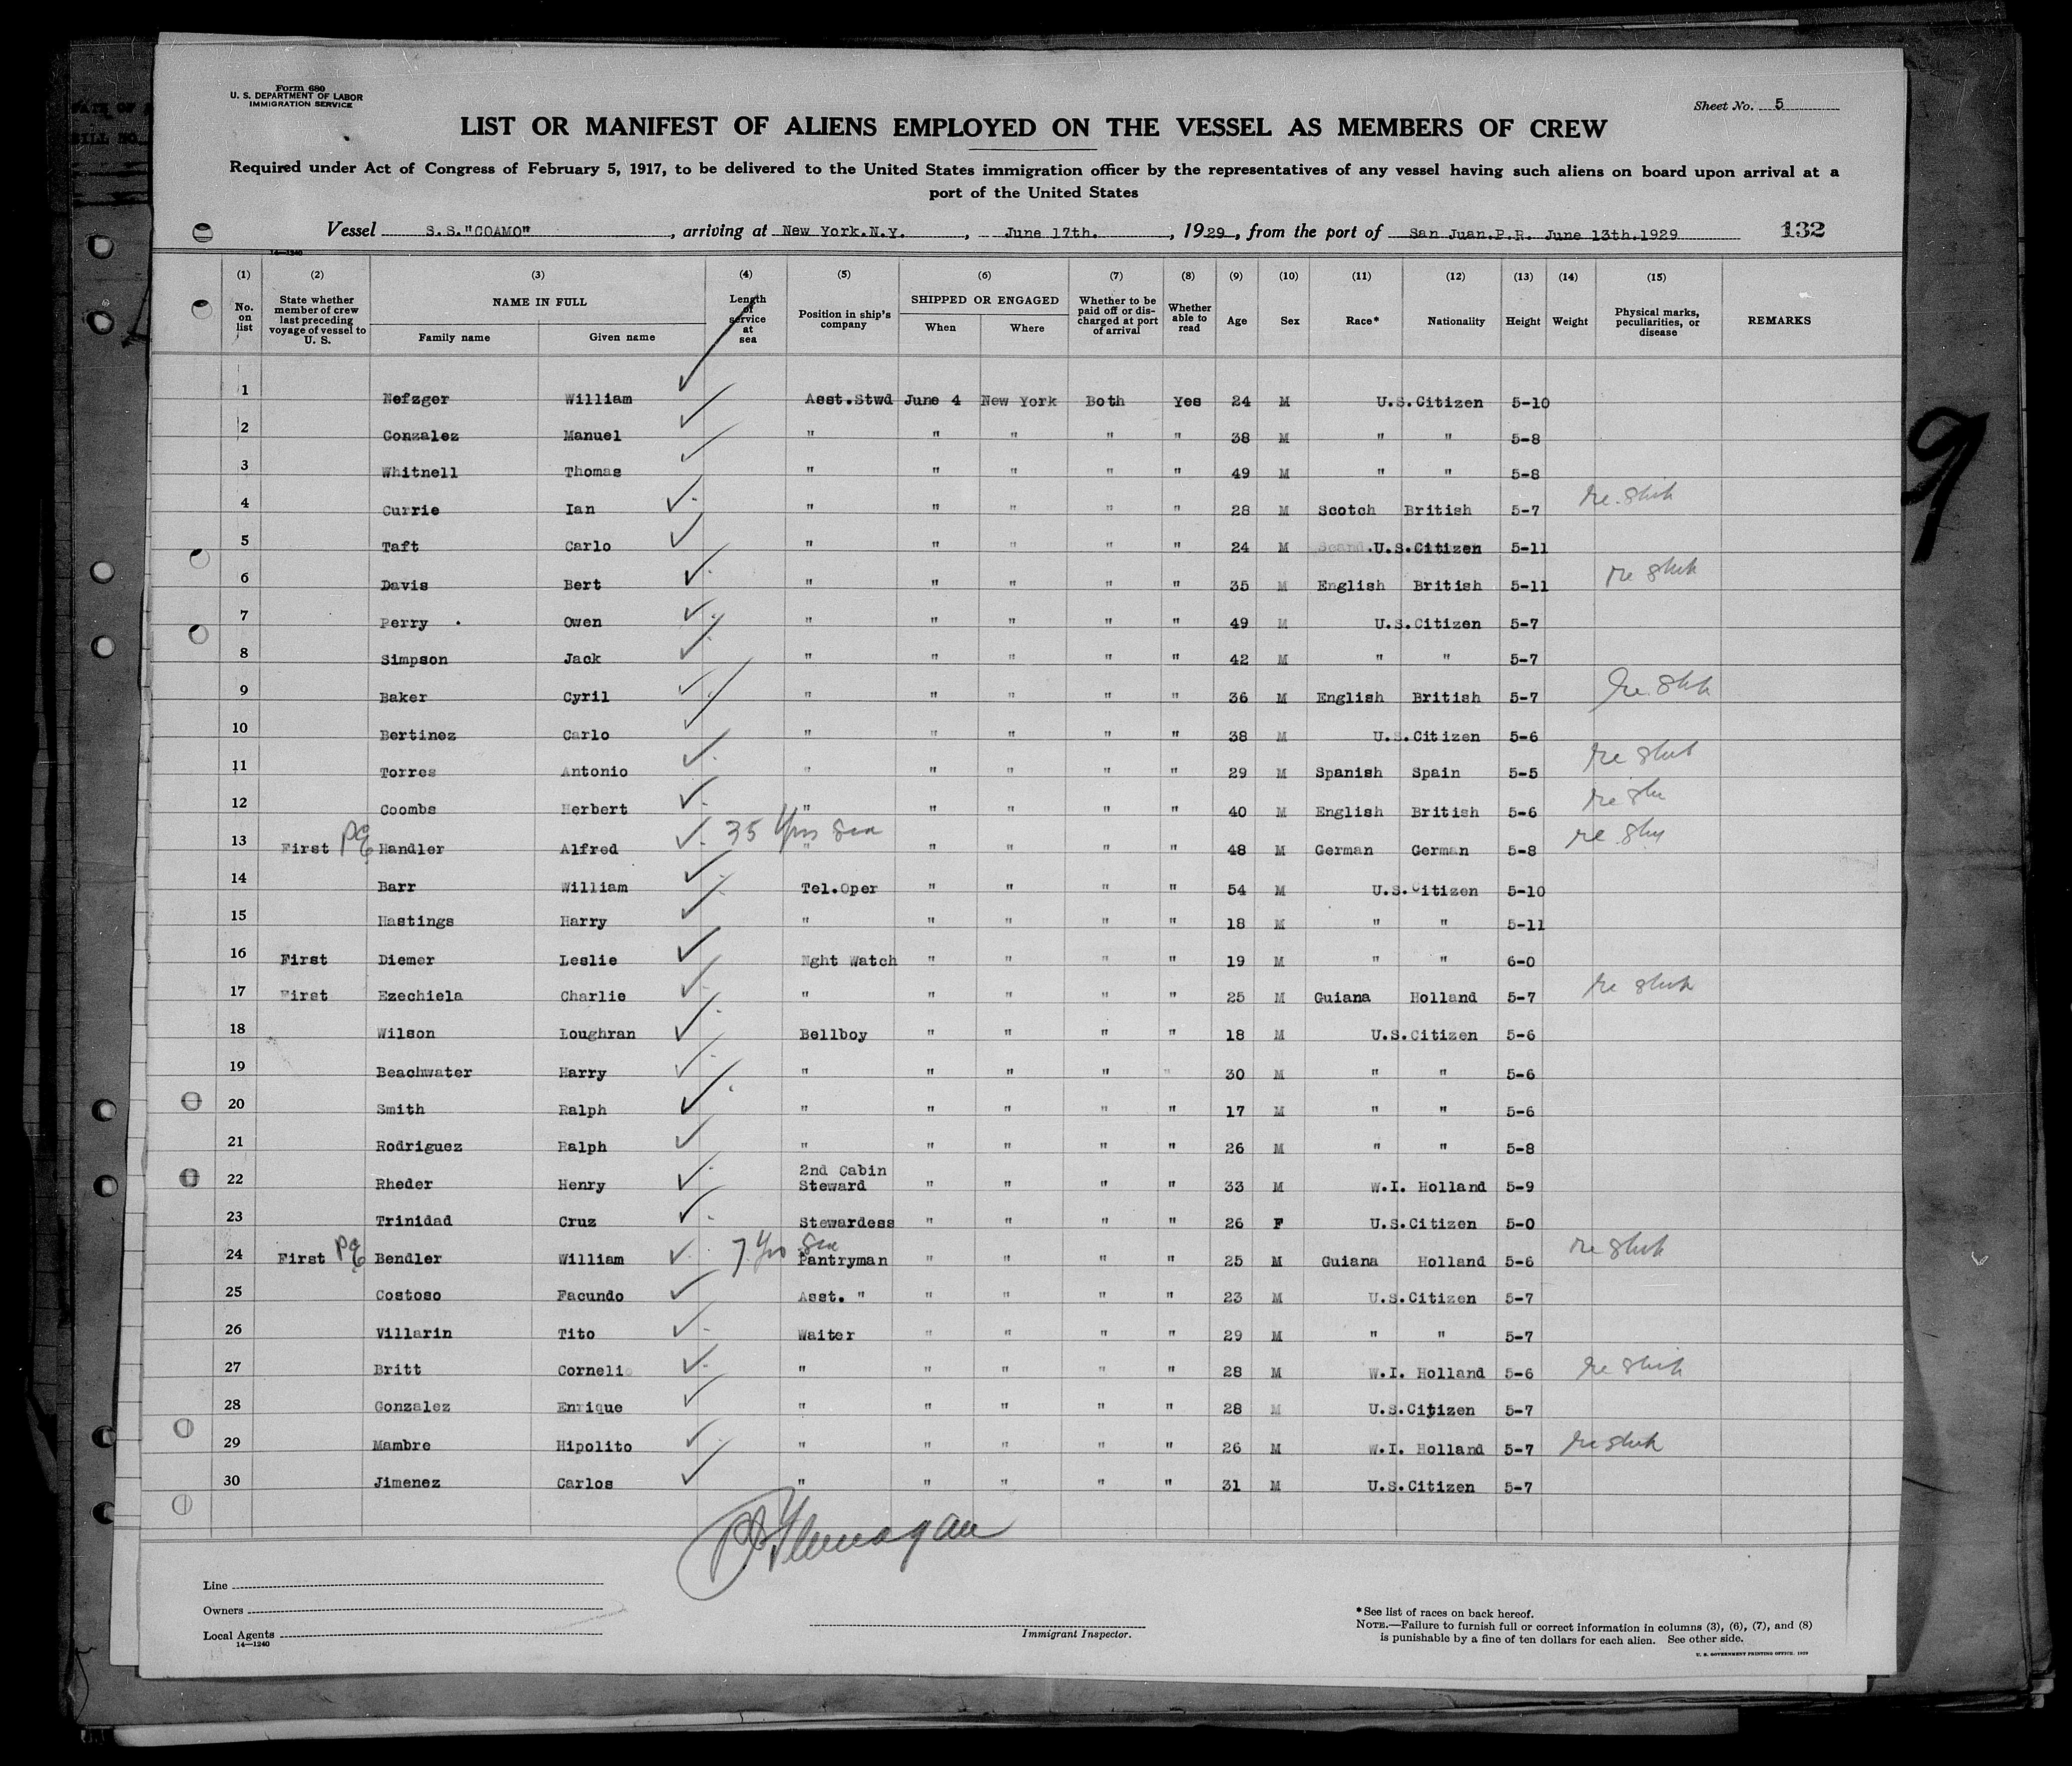 Form 680
U. S. DEPARTMENT OF LABOR
IMMIGRATION SERVICE
Sheet No. 5
LIST OR MANIFEST OF ALIENS EMPLOYED ON THE VESSEL AS MEMBERS OF CREW
Required under Act of Congress of February 5, 1917, to be delivered to the United States immigration officer by the representatives of any vessel having such aliens on board upon arrival at a
port of the United States
Vessel S.S."COAMO", arriving at New York.N.Y., June 17th., 1929, from the port of San Juan.P.R. June 13th.1929 132
14—1240
(1) (2) (3) (4) (5) (6) (7) (8) (9) (10) (11) (12) (13) (14) (15)
No. on list State whether member of crew last preceding voyage of vessel to U. S. NAME IN FULL Family name Given name Length of service at sea Position in ship's company SHIPPED OR ENGAGED When Where Whether to be paid off or discharged at port of arrival Whether able to read Age Sex Race* Nationality Height Weight Physical marks, peculiarities, or disease REMARKS
1 Nefzger William Asst.Stwd June 4 New York Both Yes 24 M U.S.Citizen 5-10
2 Gonzalez Manuel " " " " " 38 M " " 5-8
3 Whitnell Thomas " " " " " 49 M " " 5-8
4 Currie Ian " " " " " 28 M Scotch British 5-7
5 Taft Carlo " " " " " 24 M U.S.Citizen 5-11
6 Davis Bert " " " " " 35 M English British 5-11
7 Perry Owen " " " " " 49 M U.S.Citizen 5-7
8 Simpson Jack " " " " " 42 M " " 5-7
9 Baker Cyril " " " " " 36 M English British 5-7
10 Bertinez Carlo " " " " " 38 M U.S.Citizen 5-6
11 Torres Antonio " " " " " 29 M Spanish Spain 5-5
12 Coombs Herbert " " " " " 40 M English British 5-6
13 First Handler Alfred 35 Yrs Sea " " " " " 48 M German German 5-8
14 Barr William Tel.Oper " " " " 54 M U.S.Citizen 5-10
15 Hastings Harry " " " " " 18 M " " 5-11
16 First Diemer Leslie Nght Watch " " " " 19 M " " 6-0
17 First Ezechiela Charlie " " " " " 25 M Guiana Holland 5-7
18 Wilson Loughran Bellboy " " " " 18 M U.S.Citizen 5-6
19 Beachwater Harry " " " " " 30 M " " 5-6
20 Smith Ralph " " " " " 17 M " " 5-6
21 Rodriguez Ralph " " " " " 26 M " " 5-8
22 Rheder Henry 2nd Cabin Steward " " " " 33 M W.I. Holland 5-9
23 Trinidad Cruz Stewardess " " " " 26 F U.S.Citizen 5-0
24 First Bendler William 7 Yrs Sea Pantryman " " " " 25 M Guiana Holland 5-6
25 Costoso Facundo Asst. " " " " " 23 M U.S.Citizen 5-7
26 Villarin Tito Waiter " " " " 29 M " " 5-7
27 Britt Cornelio " " " " " 28 M W.I. Holland 5-6
28 Gonzalez Enrique " " " " " 28 M U.S.Citizen 5-7
29 Mambre Hipolito " " " " " 26 M W.I. Holland 5-7
30 Jimenez Carlos " " " " " 31 M U.S.Citizen 5-7
Line
Owners
Local Agents
14—1240
Immigrant Inspector.
*See list of races on back hereof.
NOTE.—Failure to furnish full or correct information in columns (3), (6), (7), and (8)
is punishable by a fine of ten dollars for each alien. See other side.
U. S. GOVERNMENT PRINTING OFFICE. 1929